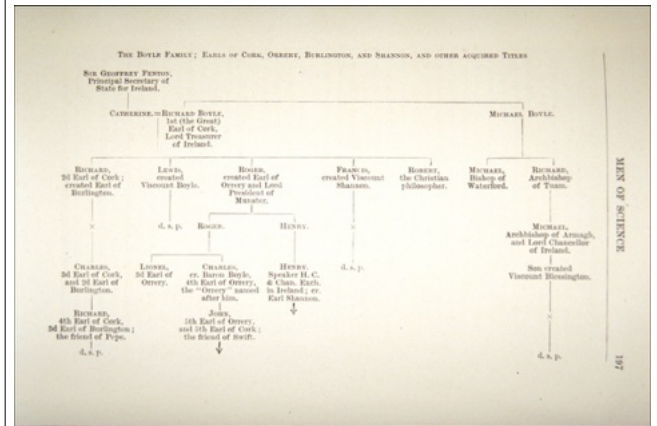 THE BOYLE FAMILY; EARLS OF CORK, ORRERY, BURLINGTON, AND SHANNON, AND OTHER ACQUIRED TITLES
SIR GEOFFREY FENTON,
Principal Secretary of
State for Ireland.
CATHERINE.=RICHARD BOYLE,
1st (the Great)
Earl of Cork,
Lord Treasurer
of Ireland.
MICHAEL BOYLE.
RICHARD,
2d Earl of Cork;
created Earl of
Burlington.
LEWIS,
created
Viscount Boyle.
ROGER,
created Earl of
Orrery and Lord
President of
Munster.
FRANCIS,
created Viscount
Shannon.
ROBERT,
the Christian
philosopher.
MICHAEL,
Bishop of
Waterford.
RICHARD,
Archbishop
of Tuam.
×
d. s. p.
ROGER.
HENRY.
×
MICHAEL,
Archbishop of Armagh,
and Lord Chancellor
of Ireland.
CHARLES,
3d Earl of Cork,
and 2d Earl of
Burlington.
LIONEL,
3d Earl of
Orrery.
CHARLES,
cr. Baron Boyle,
4th Earl of Orrery,
the "Orrery" named
after him.
HENRY,
Speaker H. C.
& Chan. Exch.
in Ireland; cr.
Earl Shannon.
d. s. p.
Son created
Viscount Blessington.
×
RICHARD,
4th Earl of Cork,
3d Earl of Burlington;
the friend of Pope.
JOHN,
5th Earl of Orrery,
and 5th Earl of Cork;
the friend of Swift.
d. s. p.
d. s. p.
MEN OF SCIENCE
197